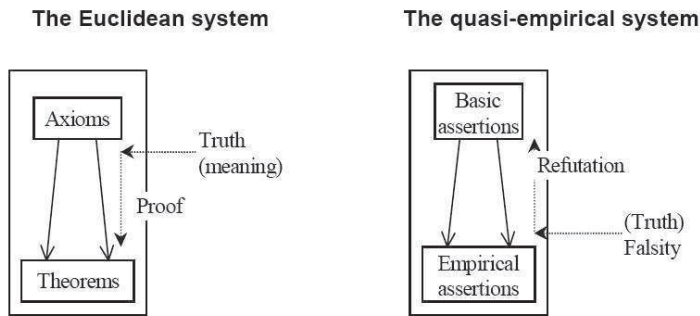 The Euclidean system
Axioms
Truth
(meaning)
Proof
Theorems
The quasi-empirical system
Basic
assertions
Refutation
(Truth)
Falsity
Empirical
assertions